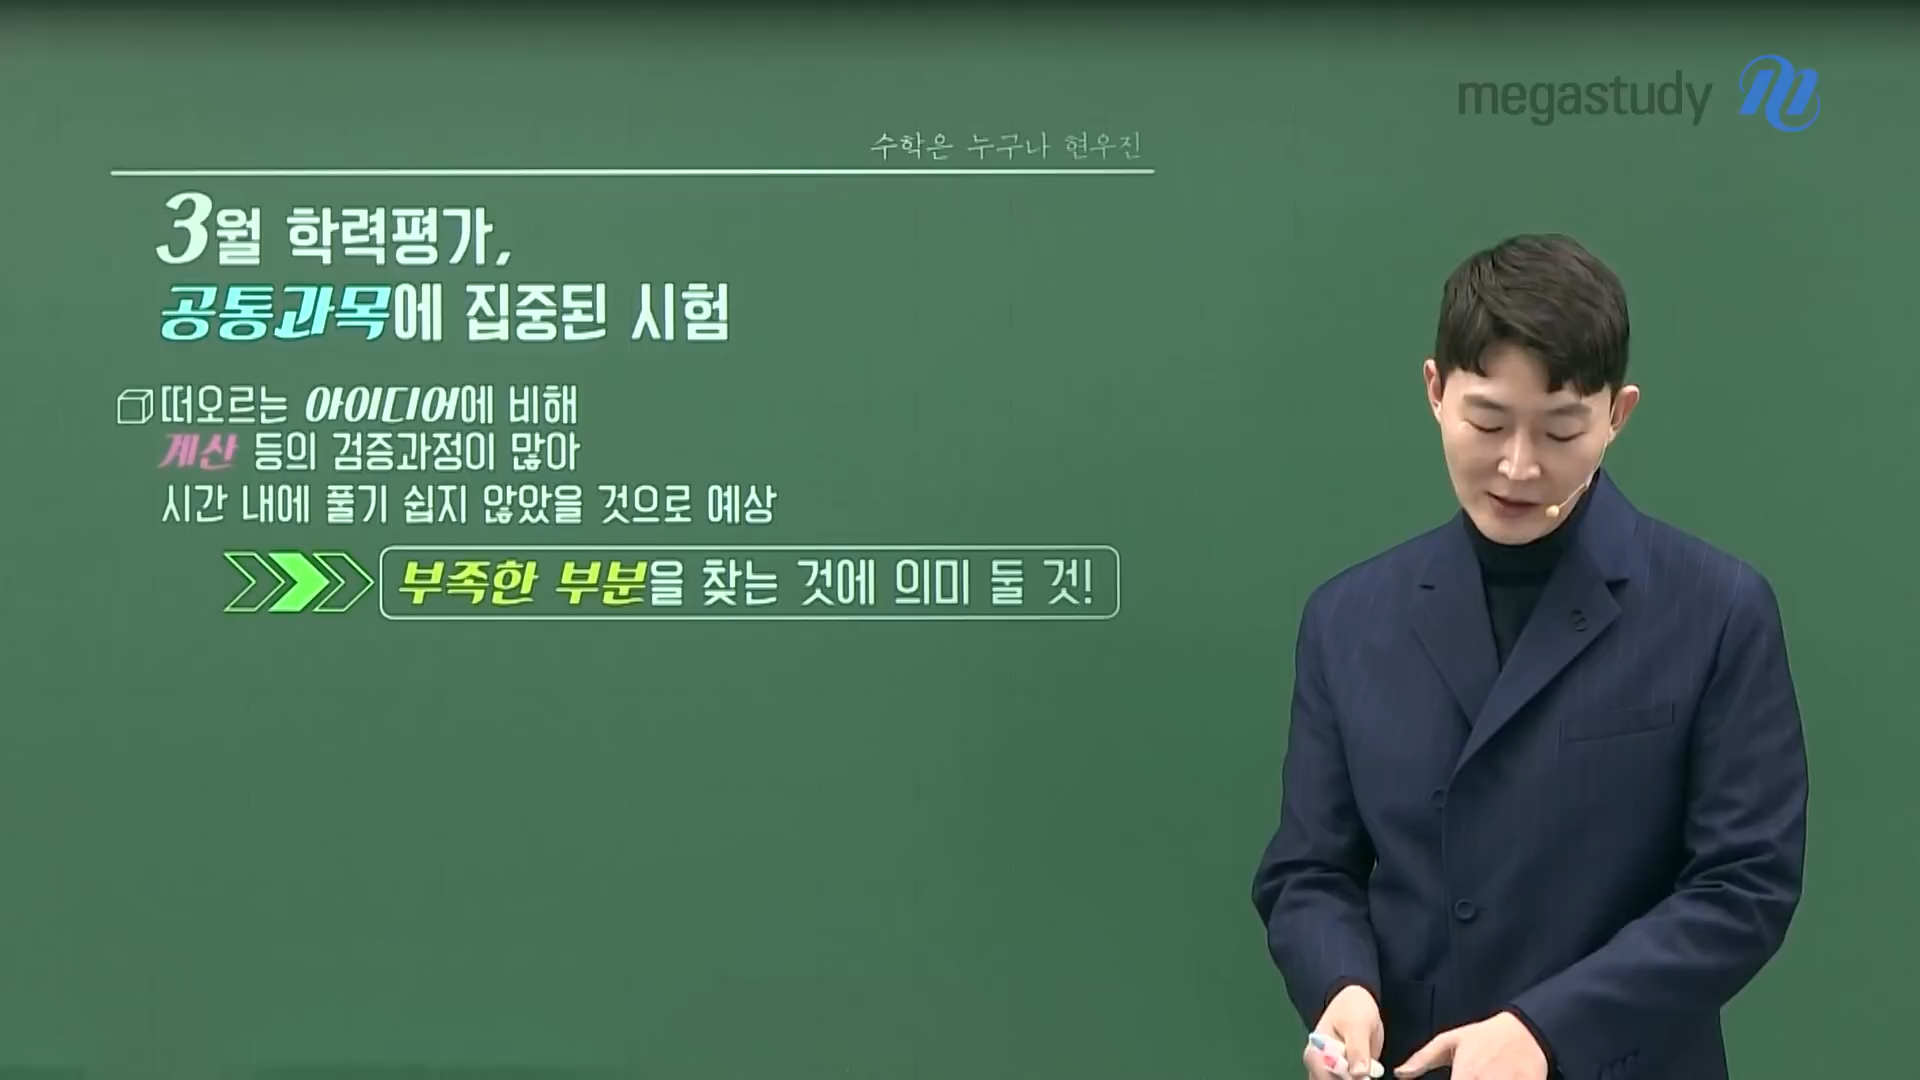 megastudy
수학은 누구나 현우진
3월 학력평가,
공통과목에 집중된 시험
떠오르는 아이디어에 비해
계산 등의 검증과정이 많아
시간 내에 풀기 쉽지 않았을 것으로 예상
부족한 부분을 찾는 것에 의미 둘 것!